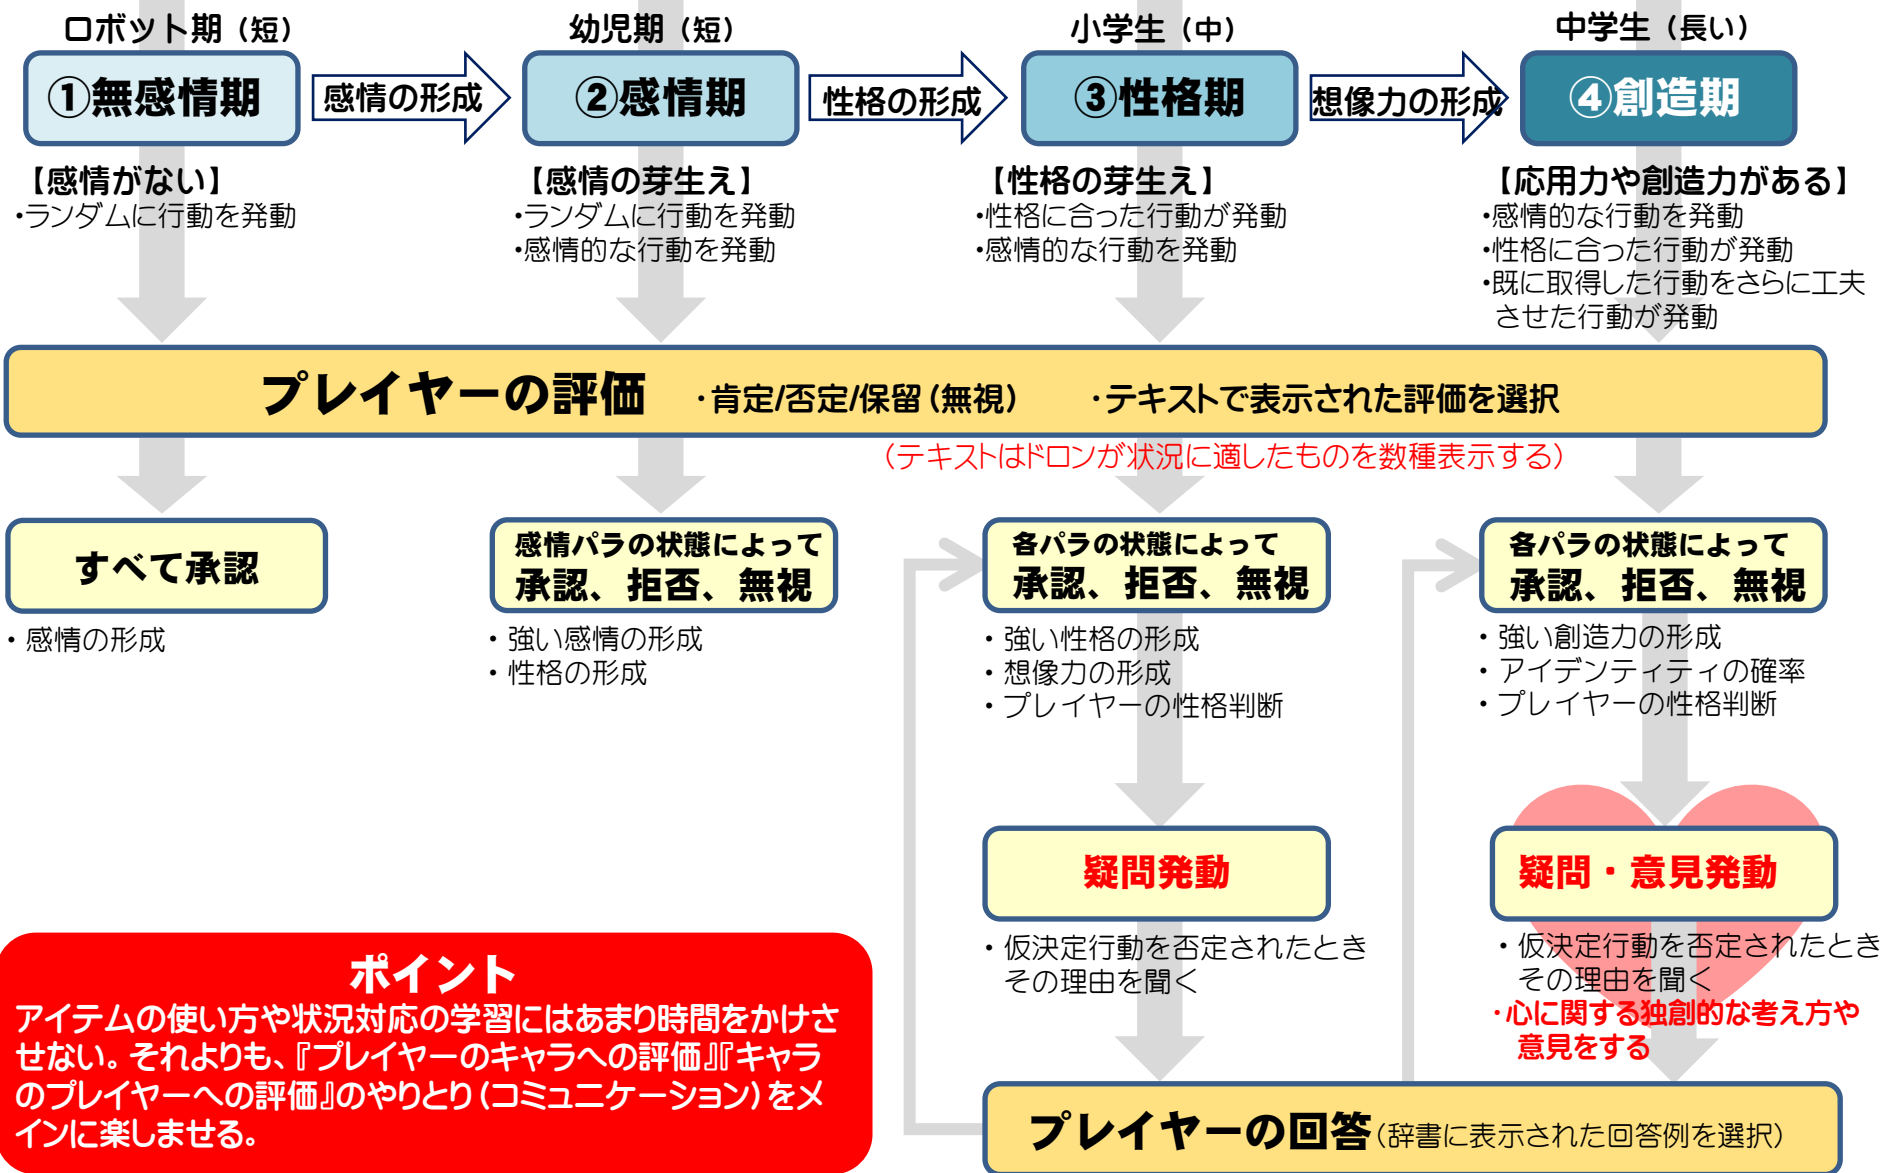 ロボット期（短）
①無感情期
感情の形成
幼児期（短）
②感情期
性格の形成
小学生（中）
③性格期
想像力の形成
中学生（長い）
④創造期
【感情がない】
・ランダムに行動を発動
【感情の芽生え】
・ランダムに行動を発動
・感情的な行動を発動
【性格の芽生え】
・性格に合った行動が発動
・感情的な行動を発動
【応用力や創造力がある】
・感情的な行動を発動
・性格に合った行動が発動
・既に取得した行動をさらに工夫
させた行動が発動
プレイヤーの評価　・肯定/否定/保留（無視）　・テキストで表示された評価を選択
（テキストはドロンが状況に適したものを数種表示する）
すべて承認
・感情の形成
感情パラの状態によって
承認、拒否、無視
・強い感情の形成
・性格の形成
各パラの状態によって
承認、拒否、無視
・強い性格の形成
・想像力の形成
・プレイヤーの性格判断
各パラの状態によって
承認、拒否、無視
・強い創造力の形成
・アイデンティティの確率
・プレイヤーの性格判断
疑問発動
・仮決定行動を否定されたとき
その理由を聞く
疑問・意見発動
・仮決定行動を否定されたとき
その理由を聞く
・心に関する独創的な考え方や
意見をする
プレイヤーの回答（辞書に表示された回答例を選択）
ポイント
アイテムの使い方や状況対応の学習にはあまり時間をかけさ
せない。それよりも、『プレイヤーのキャラへの評価』『キャラ
のプレイヤーへの評価』のやりとり（コミュニケーション）をメ
インに楽しませる。